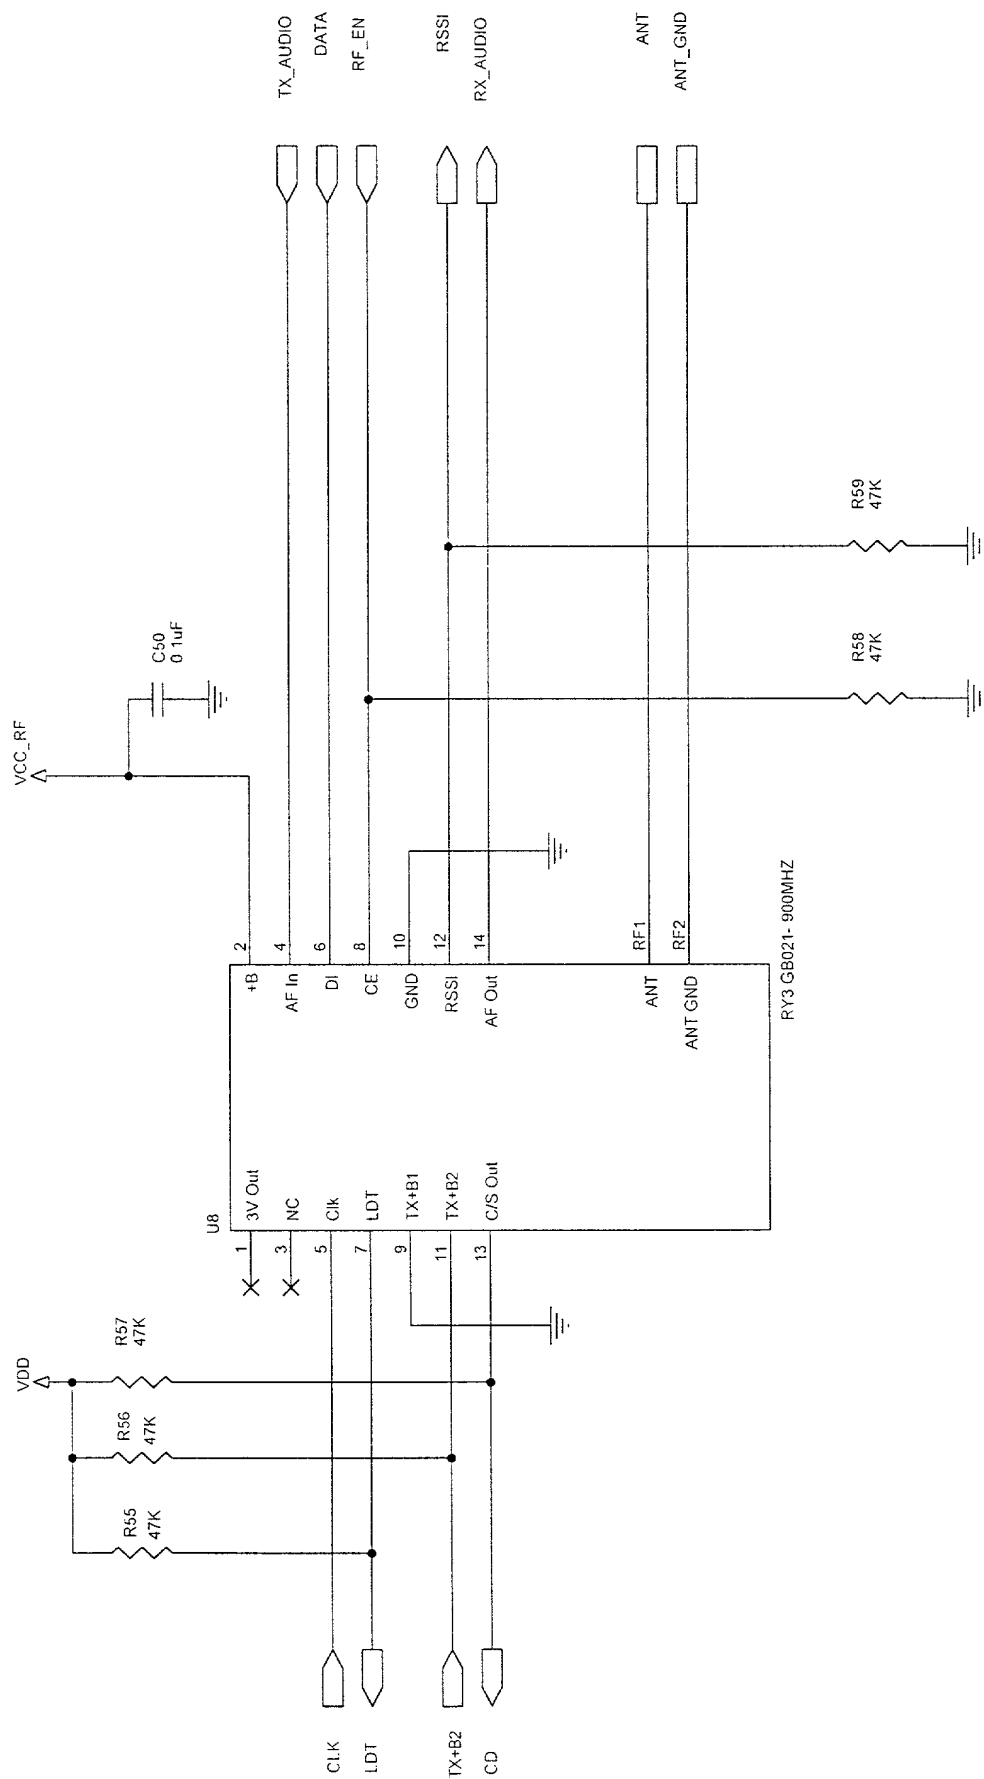 VDD
R55
47K
R56
47K
R57
47K
VCC_RF
C50
0 1uF
CLK
LDT
TX+B2
CD
U8
1
3V Out
3
NC
5
Clk
7
LDT
9
TX+B1
11
TX+B2
13
C/S Out
+B
2
AF In
4
DI
6
CE
8
GND
10
RSSI
12
AF Out
14
ANT
RF1
ANT GND
RF2
RY3 GB021- 900MHZ
R58
47K
R59
47K
TX_AUDIO
DATA
RF_EN
RSSI
RX_AUDIO
ANT
ANT_GND